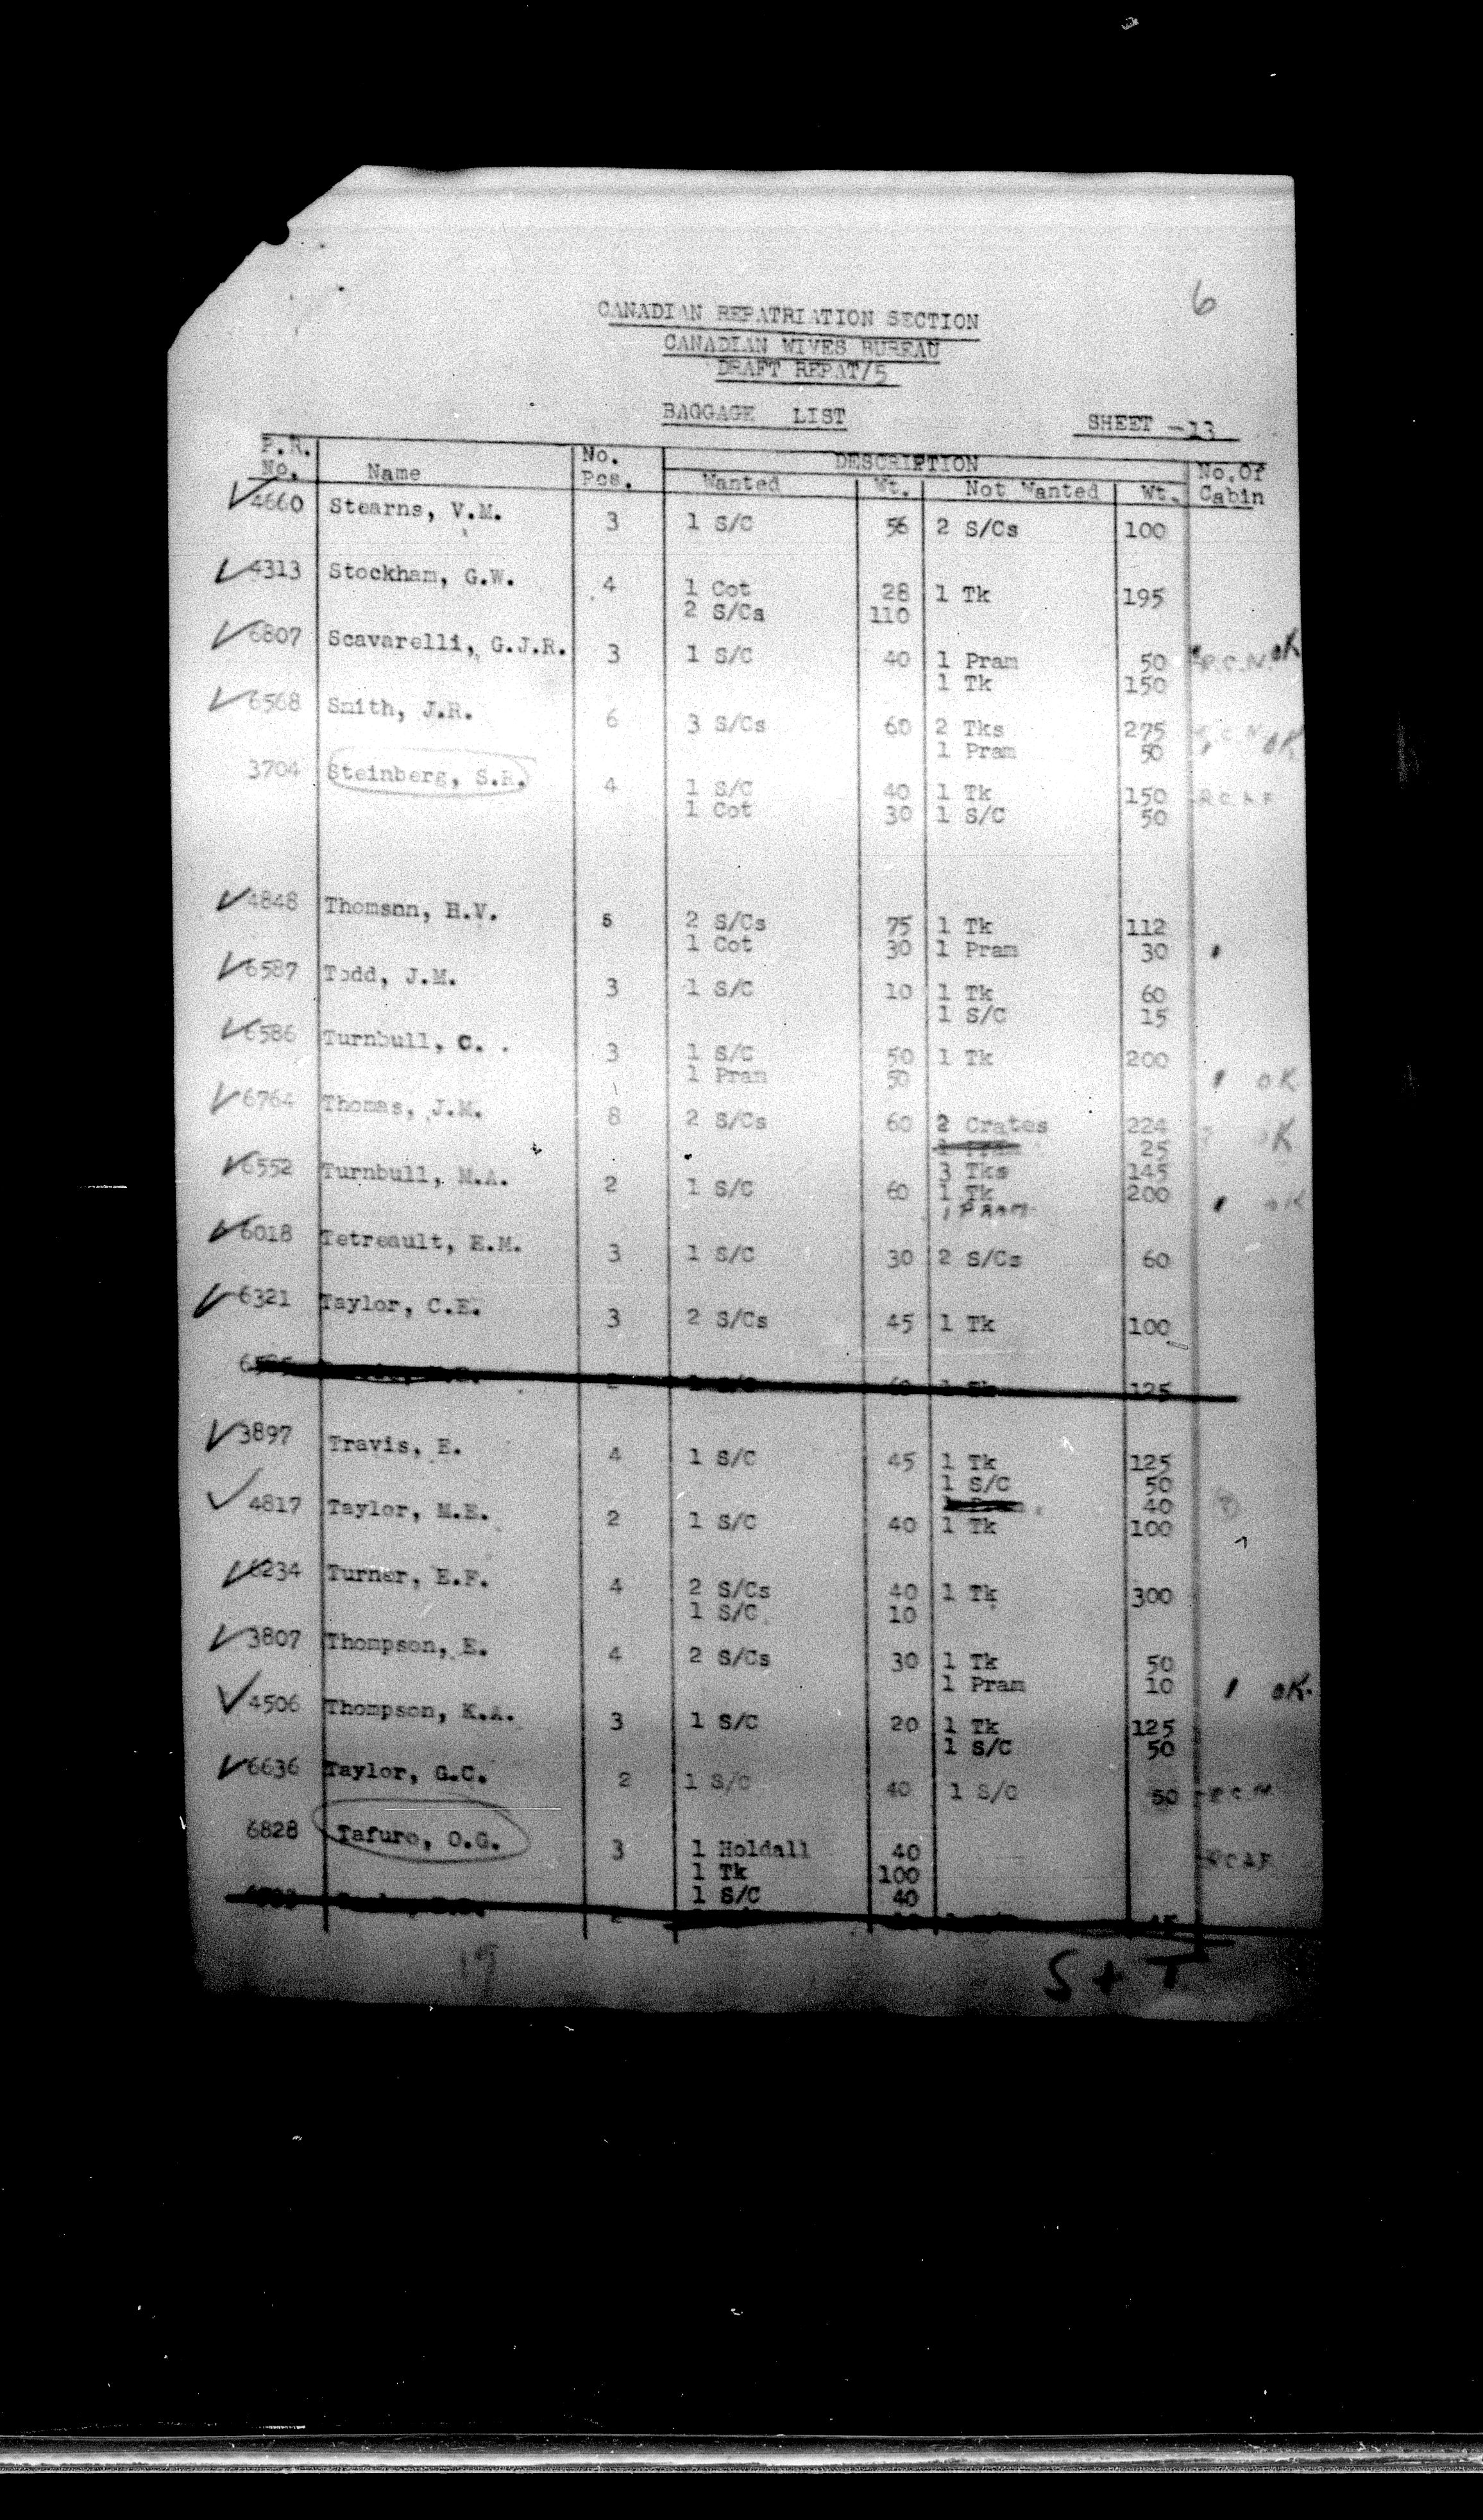 6
CANADIAN REPATRIATION SECTION
CANADIAN WIVES BUREAU
DRAFT REPAT/5
BAGGAGE LIST SHEET -13
P.R. No. Name No. Pcs. DESCRIPTION No.Of Cabin
Wanted Wt. Not Wanted Wt.
4660 Stearns, V.M. 3 1 S/C 56 2 S/Cs 100
4313 Stockham, G.W. 4 1 Cot 28 1 Tk 195
2 S/Cs 110
6807 Scavarelli, G.J.R. 3 1 S/C 40 1 Pram 50 R.C.N. OK
1 Tk 150
6568 Smith, J.R. 6 3 S/Cs 60 2 Tks 275
1 Pram 50 OK
3704 Steinberg, S.R. 4 1 S/C 40 1 Tk 150 R.C.A.F
1 Cot 30 1 S/C 50
4848 Thomson, H.V. 5 2 S/Cs 75 1 Tk 112
1 Cot 30 1 Pram 30
6587 Todd, J.M. 3 1 S/C 10 1 Tk 60
1 S/C 15
6586 Turnbull, C. . 3 1 S/C 50 1 Tk 200
1 Pram 50 1 OK
6764 Thomas, J.M. 8 2 S/Cs 60 2 Crates 224 OK
25
3 Tks 145
6552 Turnbull, M.A. 2 1 S/C 60 1 Tk 200 1 OK
1 Pram
6018 Tetreault, E.M. 3 1 S/C 30 2 S/Cs 60
6321 Taylor, C.E. 3 2 S/Cs 45 1 Tk 100
125
3897 Travis, E. 4 1 S/C 45 1 Tk 125
1 S/C 50
40
4817 Taylor, M.E. 2 1 S/C 40 1 Tk 100
6234 Turner, E.F. 4 2 S/Cs 40 1 Tk 300
1 S/C 10
3807 Thompson, E. 4 2 S/Cs 30 1 Tk 50
1 Pram 10 1 OK.
4506 Thompson, K.A. 3 1 S/C 20 1 Tk 125
1 S/C 50
6636 Taylor, G.C. 2 1 S/C 40 1 S/C 50 R.C.N
6828 Tafuro, O.G. 3 1 Holdall 40 RCAF
1 Tk 100
1 S/C 40
S + T